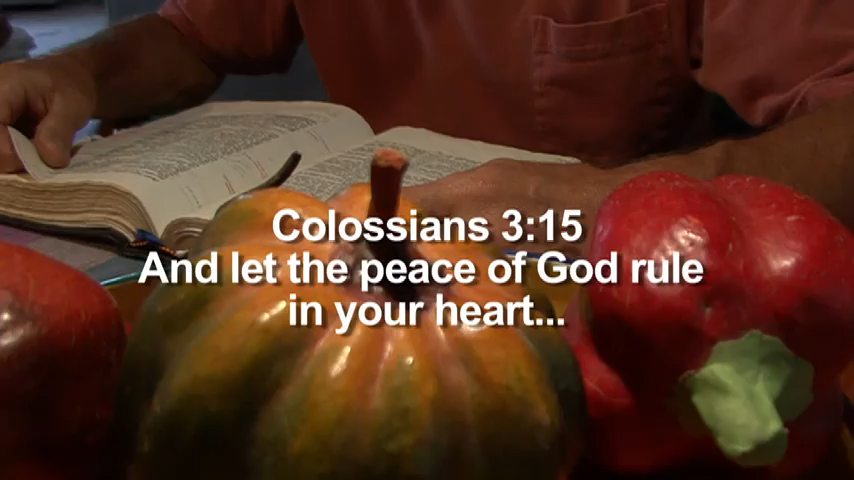 Colossians 3:15
And let the peace of God rule
in your heart...